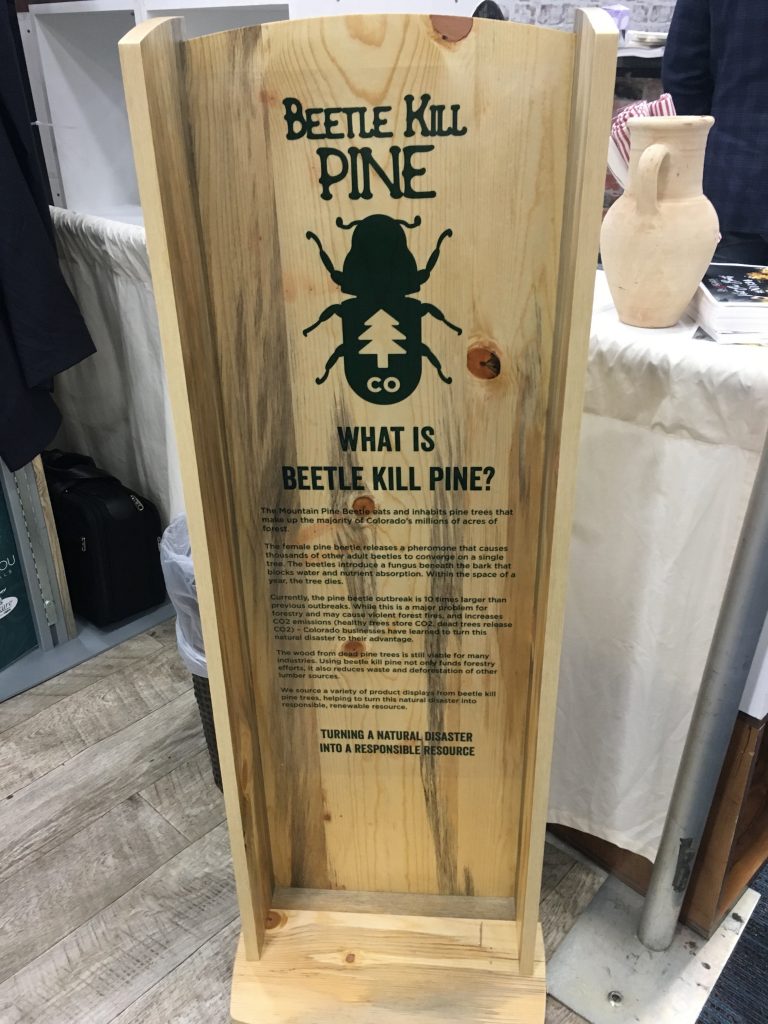 BEETLE KILL
PINE
CO
WHAT IS
BEETLE KILL PINE?
The Mountain Pine Beetle eats and inhabits pine trees that
make up the majority of Colorado's millions of acres of
forest.
The female pine beetle releases a pheromone that causes
thousands of other adult beetles to converge on a single
tree. The beetles introduce a fungus beneath the bark that
blocks water and nutrient absorption. Within the space of a
year, the tree dies.
Currently, the pine beetle outbreak is 10 times larger than
previous outbreaks. While this is a major problem for
forestry and may cause violent forest fires, and increases
CO2 emissions (healthy trees store CO2, dead trees release
CO2) – Colorado businesses have learned to turn this
natural disaster to their advantage.
The wood from dead pine trees is still viable for many
industries. Using beetle kill pine not only funds forestry
efforts, it also reduces waste and deforestation of other
lumber sources.
We source a variety of product displays from beetle kill
pine trees, helping to turn this natural disaster into
responsible, renewable resource.
TURNING A NATURAL DISASTER
INTO A RESPONSIBLE RESOURCE